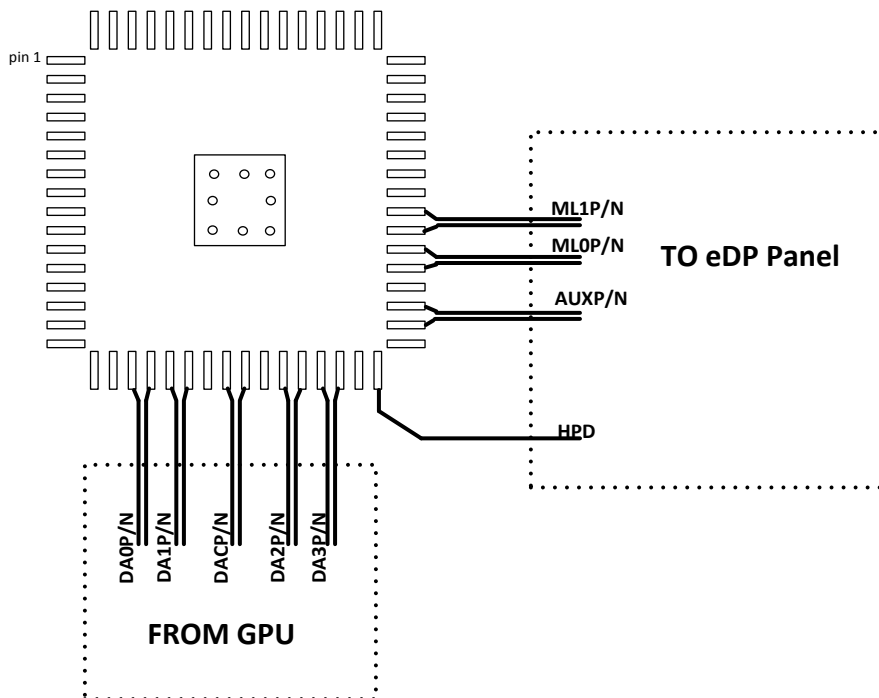 pin 1
ML1P/N
ML0P/N
TO eDP Panel
AUXP/N
HPD
DA0P/N
DA1P/N
DACP/N
DA2P/N
DA3P/N
FROM GPU